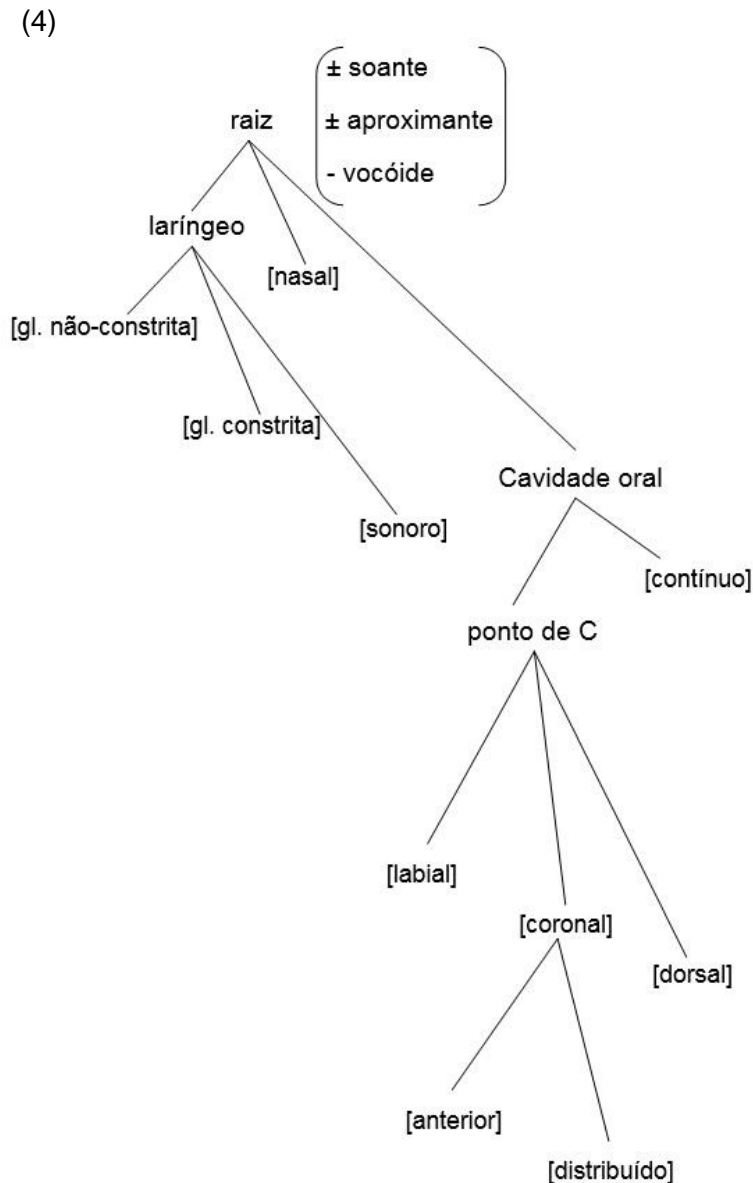 (4)
± soante
raiz
± aproximante
- vocóide
laríngeo
[nasal]
[gl. não-constrita]
[gl. constrita]
Cavidade oral
[sonoro]
[contínuo]
ponto de C
[labial]
[coronal]
[dorsal]
[anterior]
[distribuído]